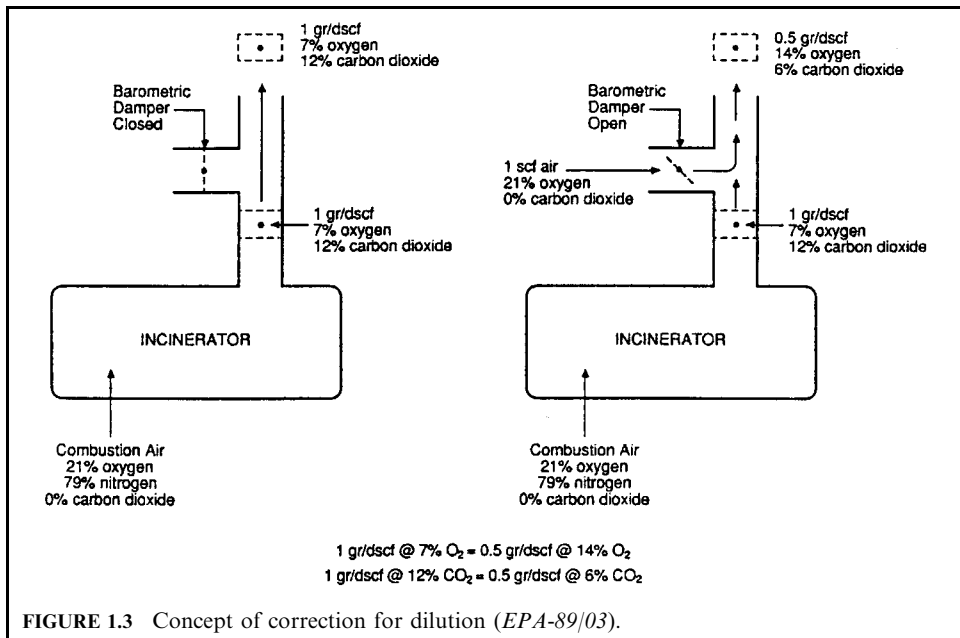 1 gr/dscf
7% oxygen
12% carbon dioxide
Barometric
Damper
Closed
1 gr/dscf
7% oxygen
12% carbon dioxide
INCINERATOR
Combustion Air
21% oxygen
79% nitrogen
0% carbon dioxide
0.5 gr/dscf
14% oxygen
6% carbon dioxide
Barometric
Damper
Open
1 scf air
21% oxygen
0% carbon dioxide
1 gr/dscf
7% oxygen
12% carbon dioxide
INCINERATOR
Combustion Air
21% oxygen
79% nitrogen
0% carbon dioxide
1 gr/dscf @ 7% O₂ = 0.5 gr/dscf @ 14% O₂
1 gr/dscf @ 12% CO₂ = 0.5 gr/dscf @ 6% CO₂
FIGURE 1.3 Concept of correction for dilution (EPA-89/03).